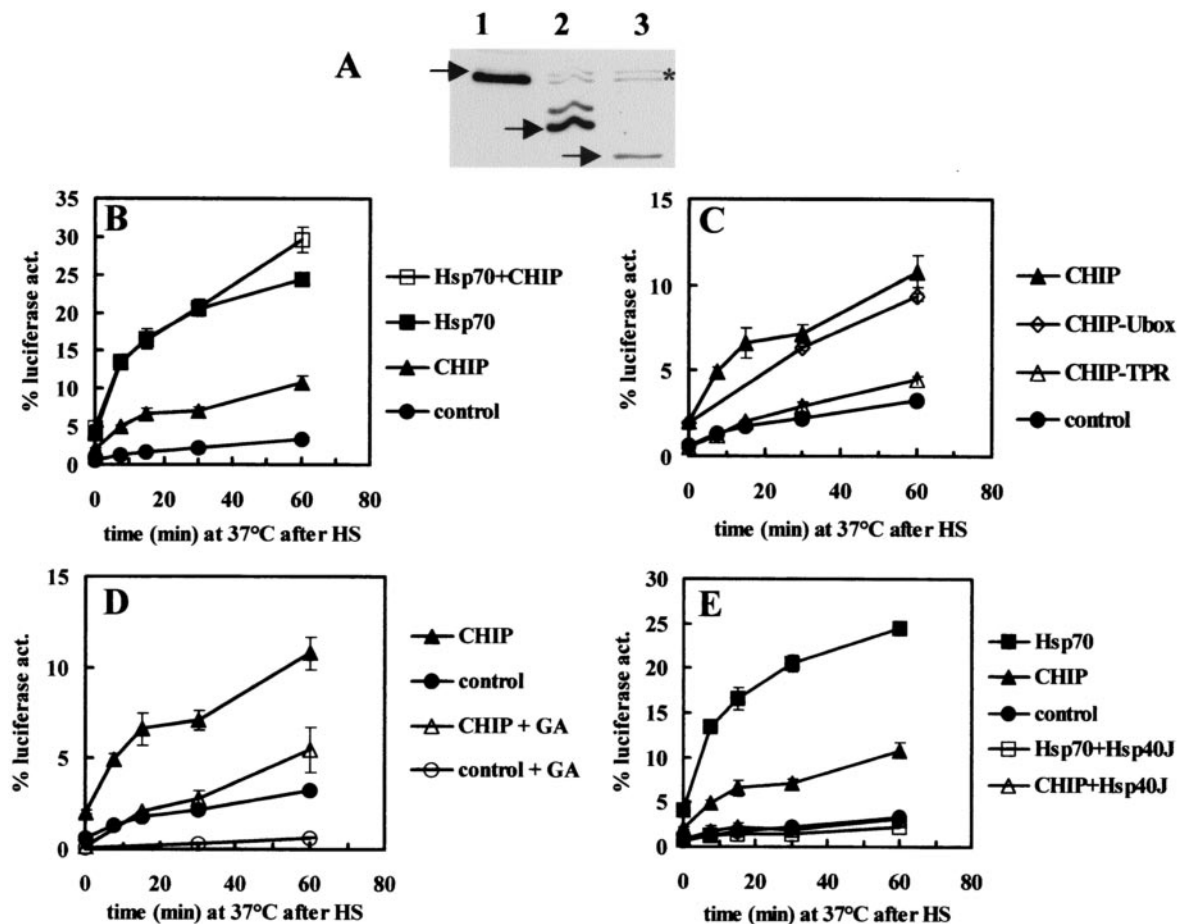 1 2 3
A
*
B
35
30
25
20
15
10
5
0
% luciferase act.
0 20 40 60 80
time (min) at 37°C after HS
Hsp70+CHIP
Hsp70
CHIP
control
C
15
10
5
0
% luciferase act.
0 20 40 60 80
time (min) at 37°C after HS
CHIP
CHIP-Ubox
CHIP-TPR
control
D
15
10
5
0
% luciferase act.
0 20 40 60 80
time (min) at 37°C after HS
CHIP
control
CHIP + GA
control + GA
E
30
25
20
15
10
5
0
% luciferase act.
0 20 40 60 80
time (min) at 37°C after HS
Hsp70
CHIP
control
Hsp70+Hsp40J
CHIP+Hsp40J